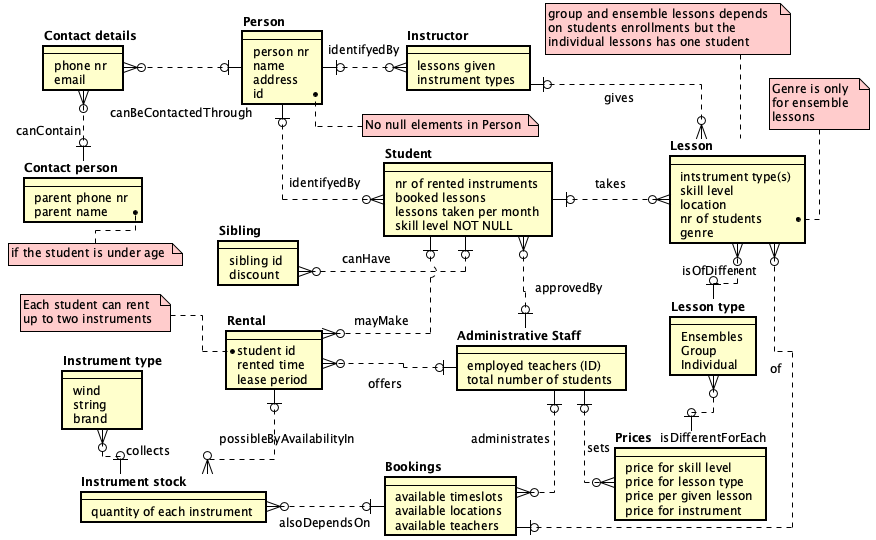 group and ensemble lessons depends
on students enrollments but the
individual lessons has one student
Person
person nr
name
address
id
Contact details
phone nr
email
Instructor
lessons given
instrument types
identifyedBy
gives
Genre is only
for ensemble
lessons
canBeContactedThrough
canContain
No null elements in Person
Contact person
parent phone nr
parent name
if the student is under age
Student
nr of rented instruments
booked lessons
lessons taken per month
skill level NOT NULL
identifyedBy
takes
Lesson
intstrument type(s)
skill level
location
nr of students
genre
Sibling
sibling id
discount
canHave
approvedBy
isOfDifferent
Each student can rent
up to two instruments
Rental
student id
rented time
lease period
mayMake
offers
Administrative Staff
employed teachers (ID)
total number of students
Lesson type
Ensembles
Group
Individual
of
Instrument type
wind
string
brand
collects
possibleByAvailabilityIn
administrates
sets
isDifferentForEach
Prices
price for skill level
price for lesson type
price per given lesson
price for instrument
Instrument stock
quantity of each instrument
alsoDependsOn
Bookings
available timeslots
available locations
available teachers